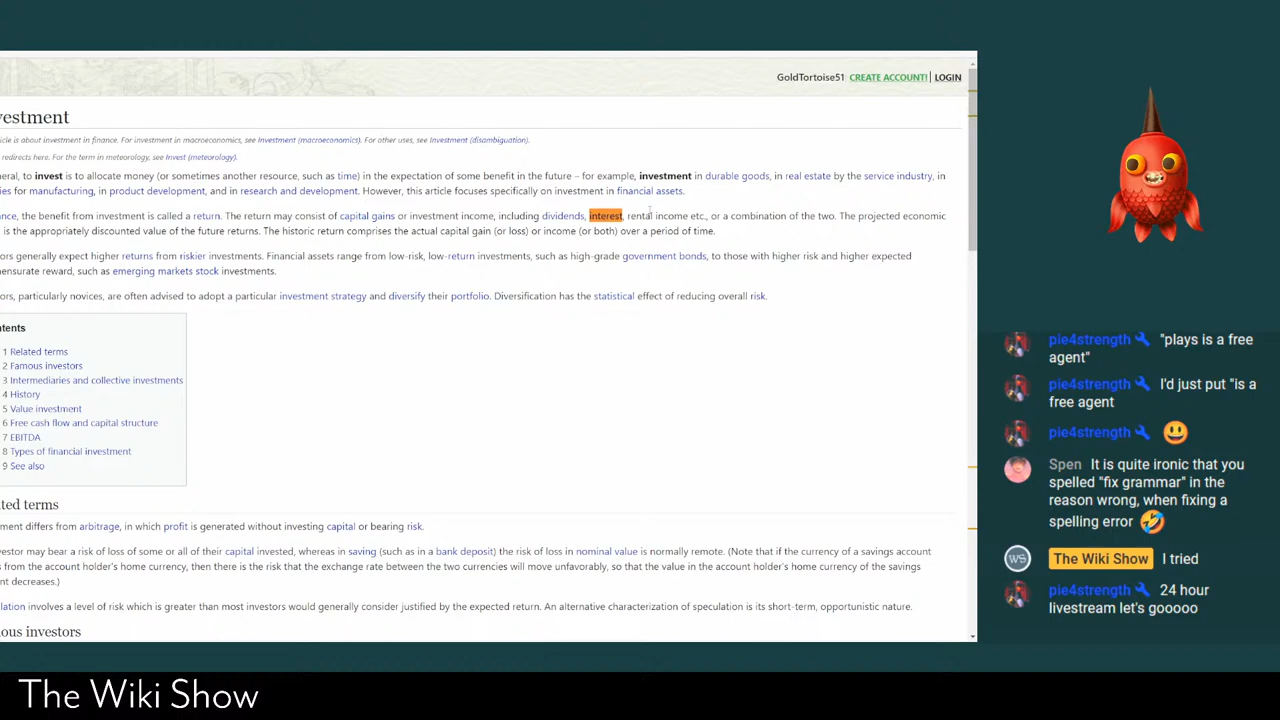 GoldTortoise51 CREATE ACCOUNT! LOGIN
vestment
icle is about investment in finance. For investment in macroeconomics, see Investment (macroeconomics). For other uses, see Investment (disambiguation).
redirects here. For the term in meteorology, see Invest (meteorology).
neral, to invest is to allocate money (or sometimes another resource, such as time) in the expectation of some benefit in the future – for example, investment in durable goods, in real estate by the service industry, in
ies for manufacturing, in product development, and in research and development. However, this article focuses specifically on investment in financial assets.
nce, the benefit from investment is called a return. The return may consist of capital gains or investment income, including dividends, interest, rental income etc., or a combination of the two. The projected economic
is the appropriately discounted value of the future returns. The historic return comprises the actual capital gain (or loss) or income (or both) over a period of time.
ors generally expect higher returns from riskier investments. Financial assets range from low-risk, low-return investments, such as high-grade government bonds, to those with higher risk and higher expected
ensurate reward, such as emerging markets stock investments.
ors, particularly novices, are often advised to adopt a particular investment strategy and diversify their portfolio. Diversification has the statistical effect of reducing overall risk.
ntents
1 Related terms
2 Famous investors
3 Intermediaries and collective investments
4 History
5 Value investment
6 Free cash flow and capital structure
7 EBITDA
8 Types of financial investment
9 See also
ted terms
ment differs from arbitrage, in which profit is generated without investing capital or bearing risk.
vestor may bear a risk of loss of some or all of their capital invested, whereas in saving (such as in a bank deposit) the risk of loss in nominal value is normally remote. (Note that if the currency of a savings account
s from the account holder's home currency, then there is the risk that the exchange rate between the two currencies will move unfavorably, so that the value in the account holder's home currency of the savings
nt decreases.)
lation involves a level of risk which is greater than most investors would generally consider justified by the expected return. An alternative characterization of speculation is its short-term, opportunistic nature.
ous investors
pie4strength "plays is a free
agent"
pie4strength I'd just put "is a
free agent
pie4strength 😃
Spen It is quite ironic that you
spelled "fix grammar" in the
reason wrong, when fixing a
spelling error 🤣
WS The Wiki Show I tried
pie4strength 24 hour
livestream let's gooooo
The Wiki Show